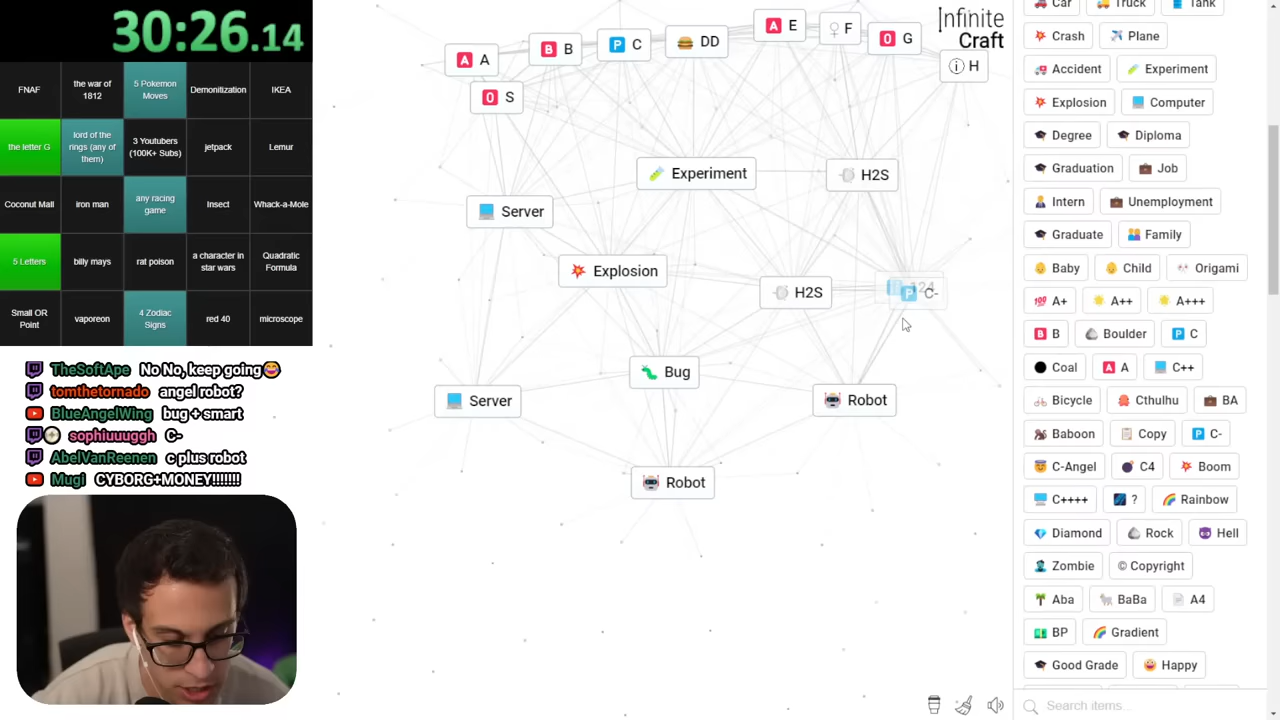 30:26.14
FNAF
the war of
1812
5 Pokemon
Moves
Demonitization
IKEA
the letter G
lord of the
rings (any of
them)
3 Youtubers
(100K+ Subs)
jetpack
Lemur
Coconut Mall
iron man
any racing
game
Insect
Whack-a-Mole
5 Letters
billy mays
rat poison
a character in
star wars
Quadratic
Formula
Small OR
Point
vaporeon
4 Zodiac
Signs
red 40
microscope
TheSoftApe No No, keep going
tomthetornado angel robot?
BlueAngelWing bug + smart
sophiuuuggh C-
AbelVanReenen c plus robot
Mugi CYBORG+MONEY!!!!!!!
A A
B B
P C
DD
A E
F
O G
H
O S
Infinite
Craft
Experiment
H2S
Server
Explosion
H2S
P C-
Bug
Server
Robot
Robot
Car
Truck
Tank
Crash
Plane
Accident
Experiment
Explosion
Computer
Degree
Diploma
Graduation
Job
Intern
Unemployment
Graduate
Family
Baby
Child
Origami
100 A+
A++
A+++
B B
Boulder
P C
Coal
A A
C++
Bicycle
Cthulhu
BA
Baboon
Copy
P C-
C-Angel
C4
Boom
C++++
?
Rainbow
Diamond
Rock
Hell
Zombie
© Copyright
Aba
BaBa
A4
BP
Gradient
Good Grade
Happy
Search items...